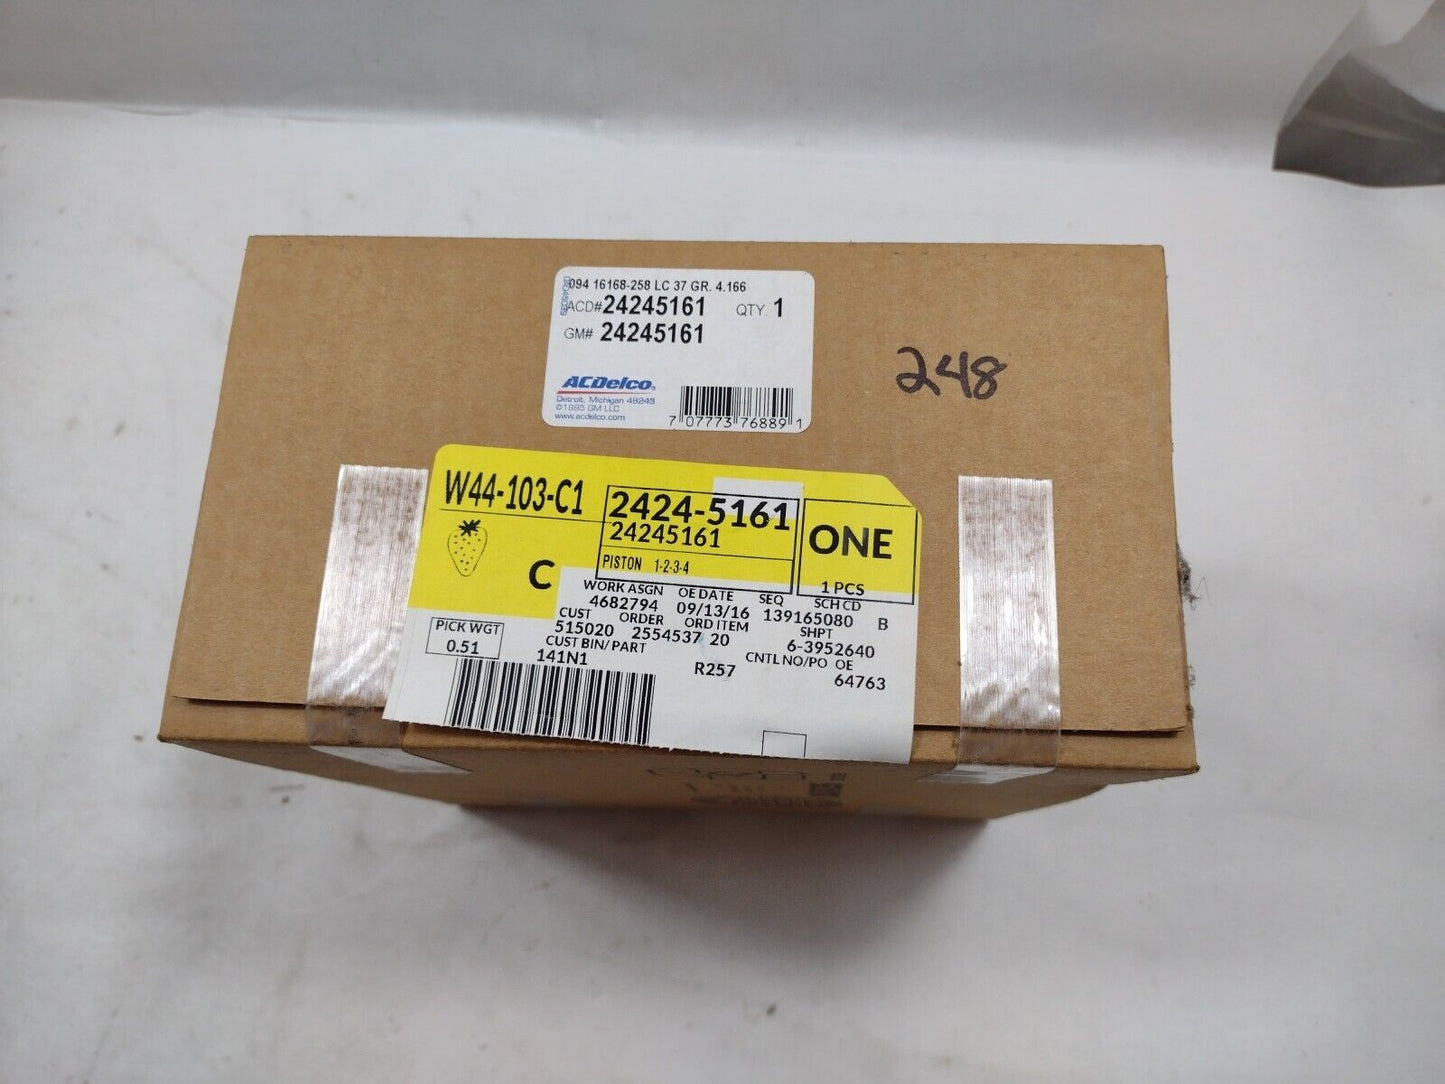 094 16168-258 LC 37 GR. 4.166
ACD# 24245161 QTY. 1
GM# 24245161
ACDelco®
Detroit, Michigan 48243
©1995 GM LLC
www.acdelco.com
7 07773 76889 1
248
W44-103-C1
2424-5161
24245161
PISTON 1-2-3-4
ONE
1 PCS
C
WORK ASGN OE DATE SEQ SCH CD
4682794 09/13/16 139165080 B
CUST ORDER ORD ITEM SHPT
515020 2554537 20 6-3952640
CUST BIN/PART CNTL NO/PO OE
141N1 R257 64763
PICK WGT
0.51